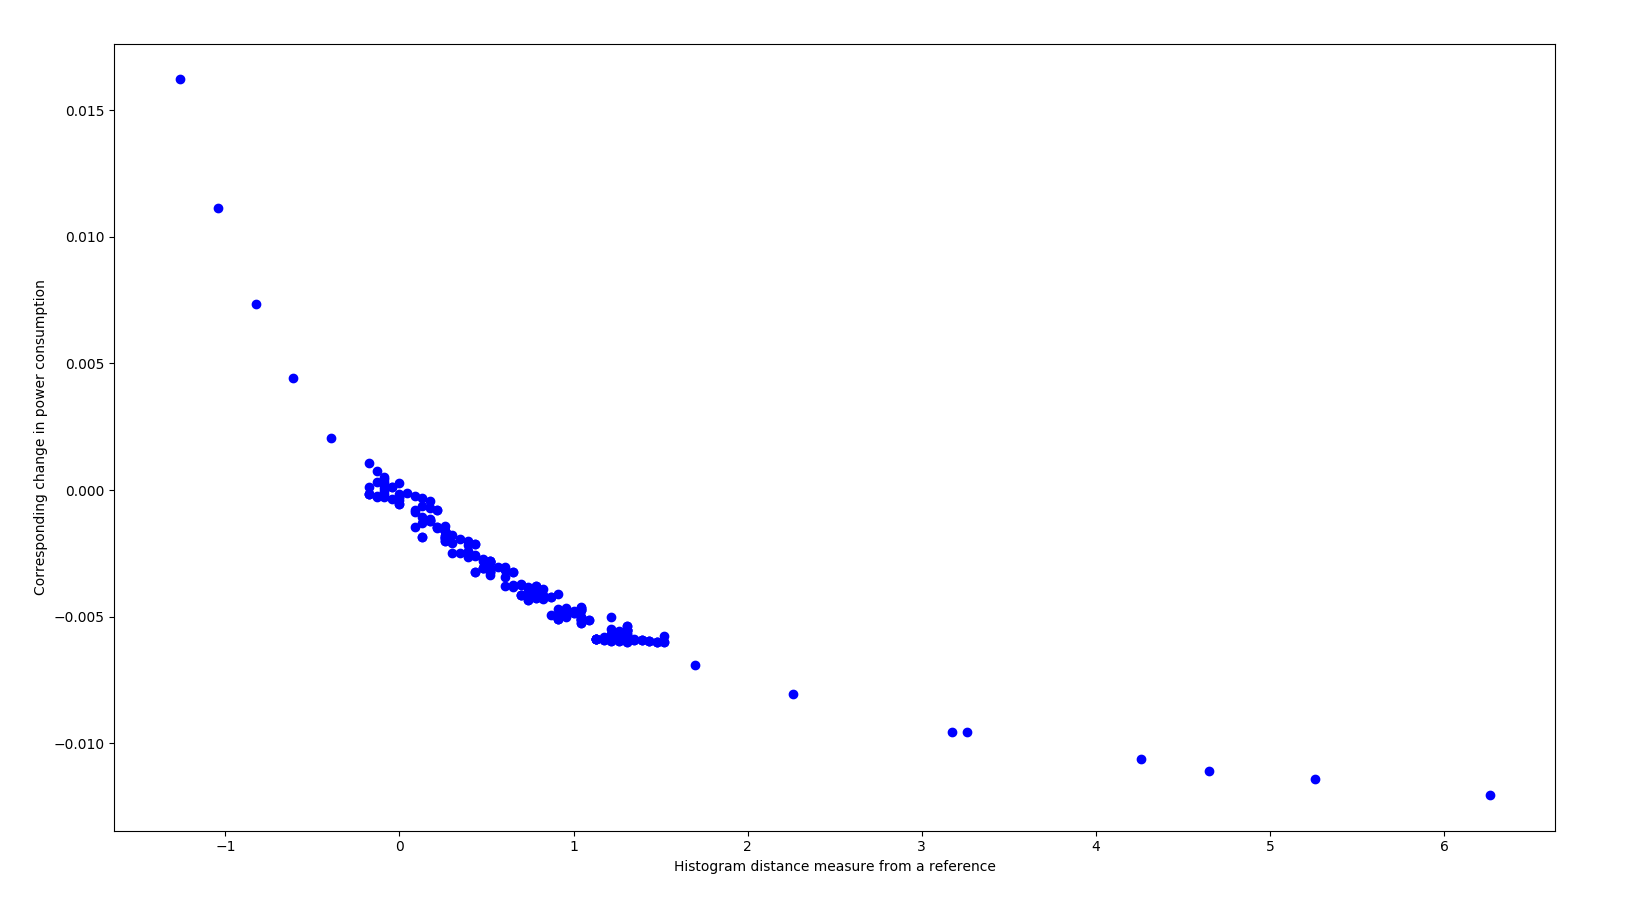 0.015
0.010
0.005
0.000
−0.005
−0.010
Corresponding change in power consumption
−1 0 1 2 3 4 5 6
Histogram distance measure from a reference